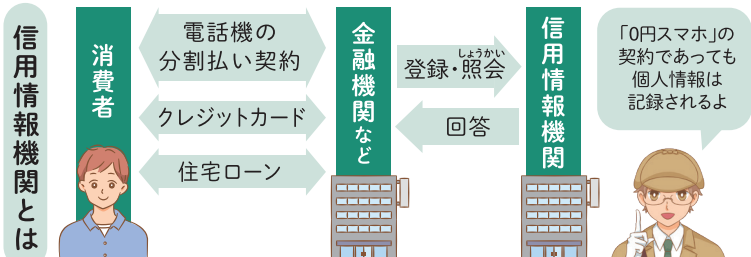 信用情報機関とは
消費者
電話機の
分割払い契約
クレジットカード
住宅ローン
金融機関など
しょうかい
登録・照会
回答
信用情報機関
「0円スマホ」の
契約であっても
個人情報は
記録されるよ